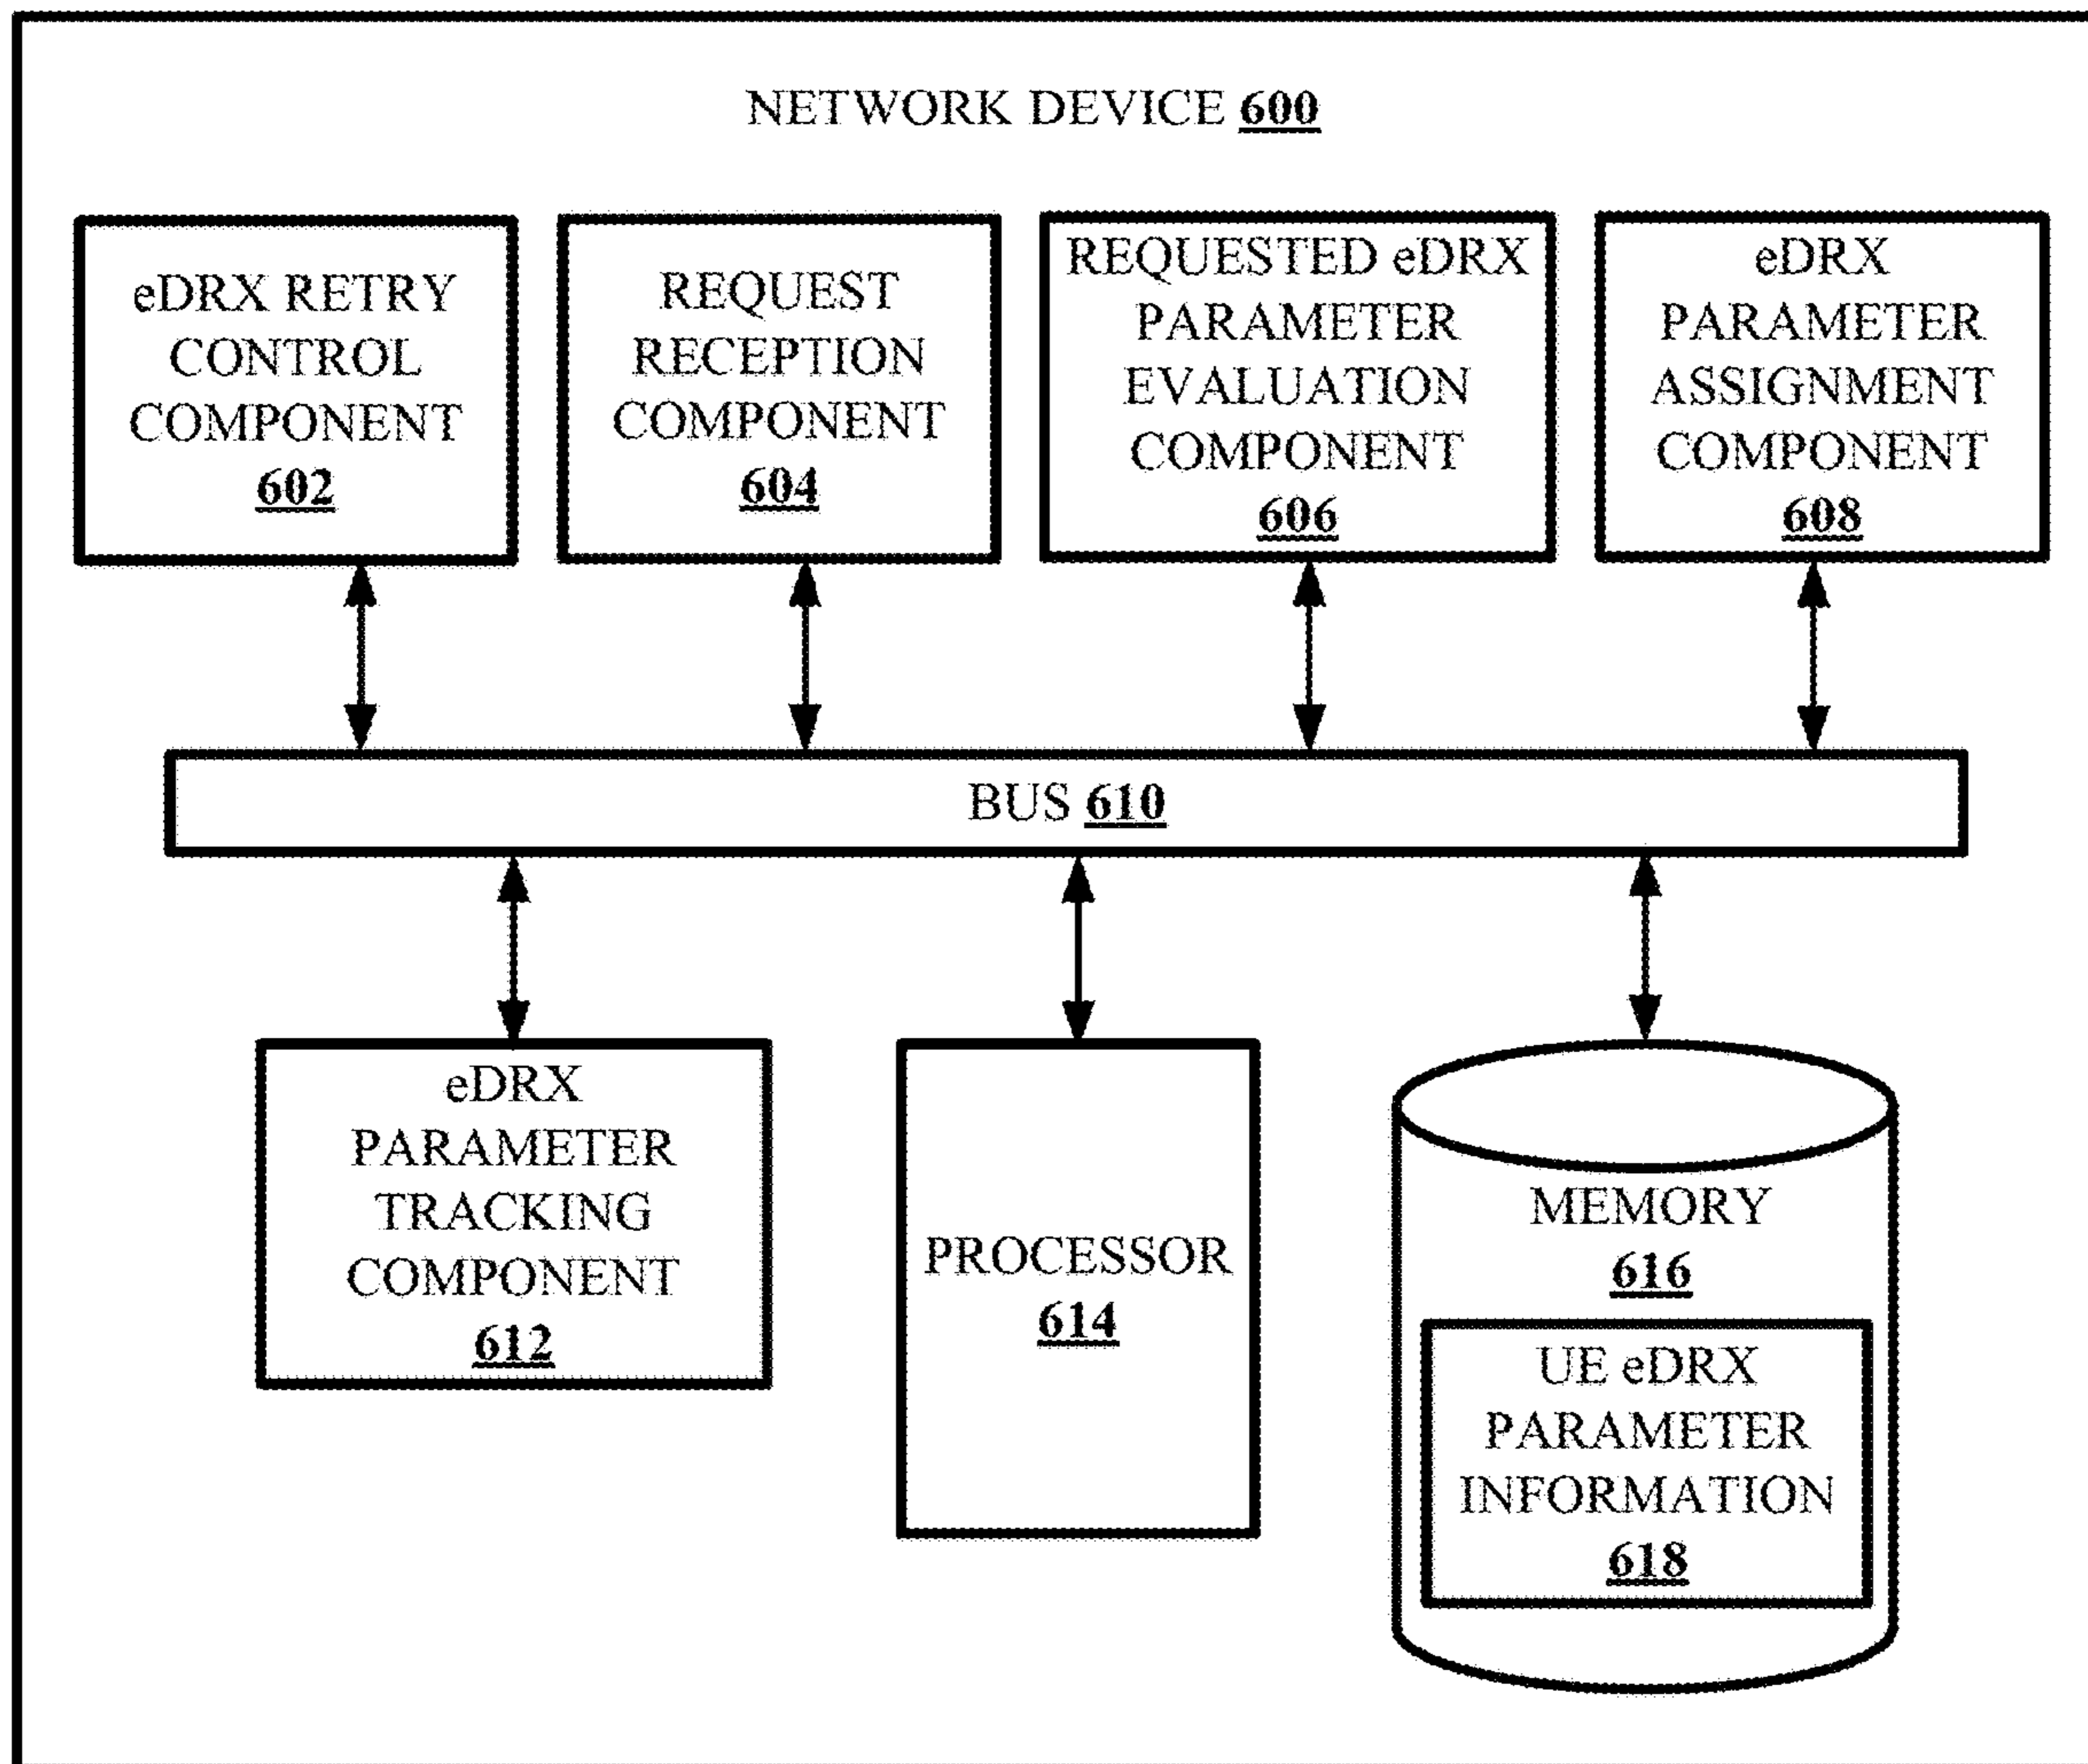 NETWORK DEVICE 600
eDRX RETRY
CONTROL
COMPONENT
602
REQUEST
RECEPTION
COMPONENT
604
REQUESTED eDRX
PARAMETER
EVALUATION
COMPONENT
606
eDRX
PARAMETER
ASSIGNMENT
COMPONENT
608
BUS 610
eDRX
PARAMETER
TRACKING
COMPONENT
612
PROCESSOR
614
MEMORY
616
UE eDRX
PARAMETER
INFORMATION
618